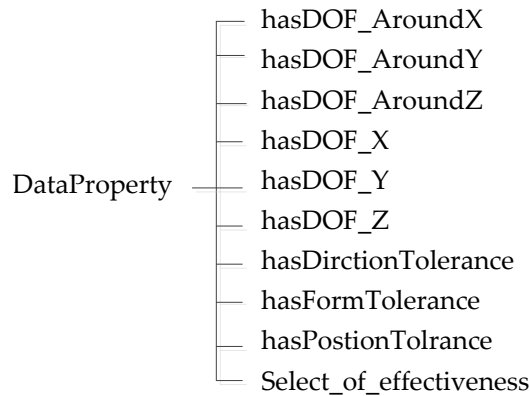 hasDOF_AroundX
hasDOF_AroundY
hasDOF_AroundZ
hasDOF_X
DataProperty
hasDOF_Y
hasDOF_Z
hasDirctionTolerance
hasFormTolerance
hasPostionTolrance
Select_of_effectiveness